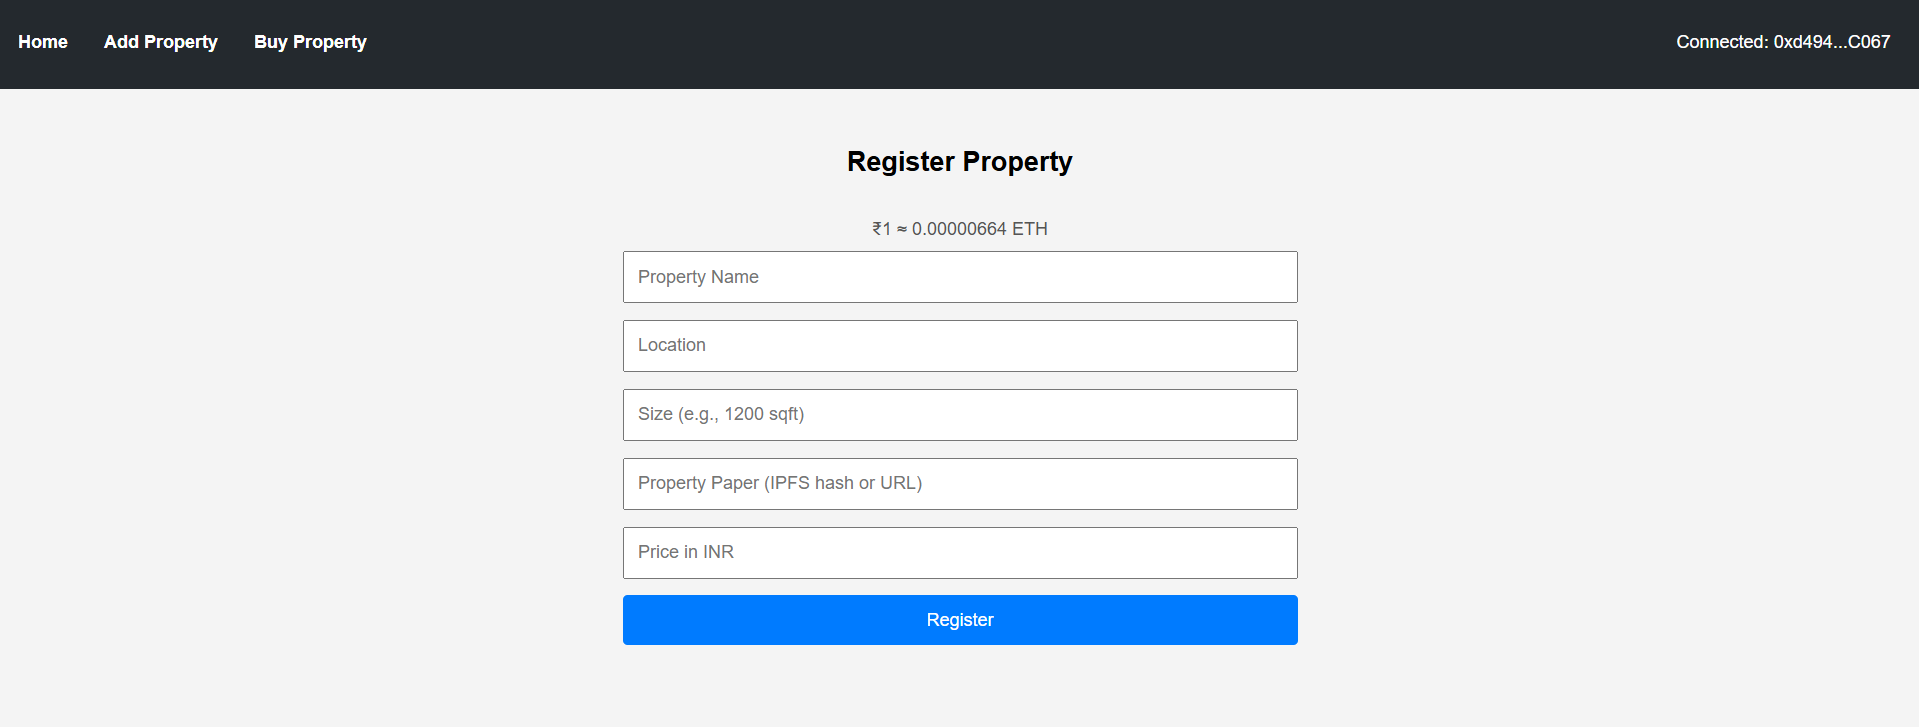 Home Add Property Buy Property Connected: 0xd494...C067
Register Property
₹1 ≈ 0.00000664 ETH
Property Name
Location
Size (e.g., 1200 sqft)
Property Paper (IPFS hash or URL)
Price in INR
Register